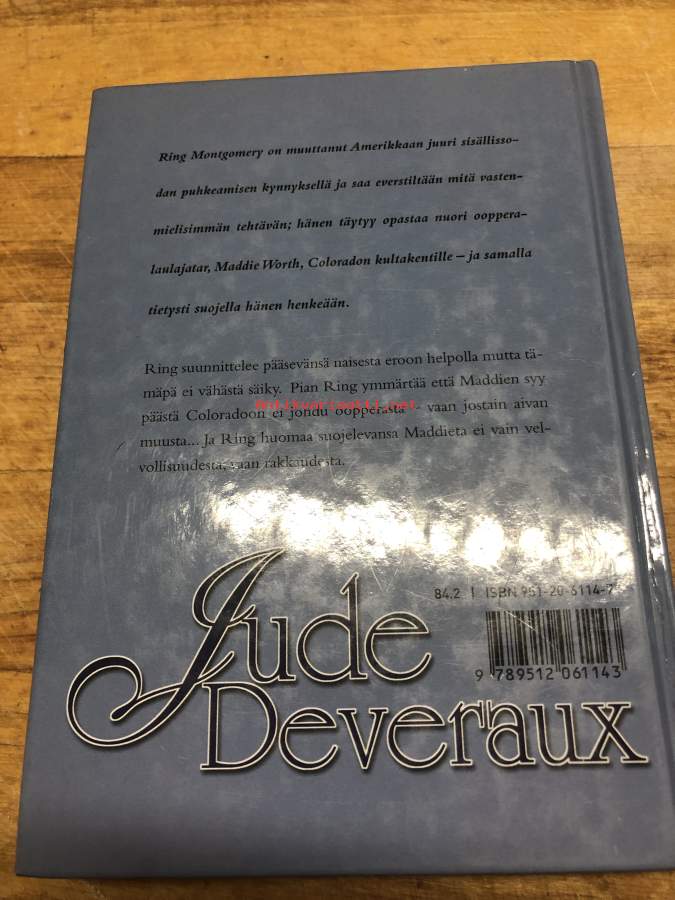 Ring Montgomery on muuttanut Amerikkaan juuri sisällisso-
dan puhkeamisen kynnyksellä ja saa everstiltään mitä vasten-
mielisimmän tehtävän; hänen täytyy opastaa nuori ooppera-
laulajatar, Maddie Worth, Coloradon kultakentille – ja samalla
tietysti suojella hänen henkeään.
Ring suunnittelee pääsevänsä naisesta eroon helpolla mutta tä-
mäpä ei vähästä säiky. Pian Ring ymmärtää että Maddien syy
päästä Coloradoon ei johdu oopperasta – vaan jostain aivan
muusta... Ja Ring huomaa suojelevansa Maddieta ei vain vel-
vollisuudesta, vaan rakkaudesta.
84.2 | ISBN 951-20-6114-7
9 789512 061143
Jude
Deveraux